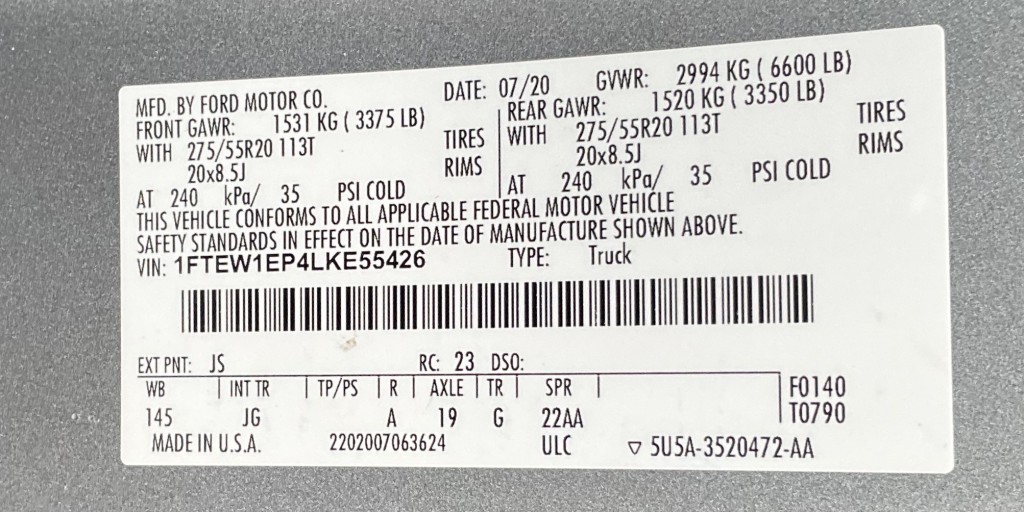 MFD. BY FORD MOTOR CO. DATE: 07/20 GVWR: 2994 KG ( 6600 LB)
FRONT GAWR: 1531 KG ( 3375 LB) REAR GAWR: 1520 KG ( 3350 LB)
WITH 275/55R20 113T TIRES WITH 275/55R20 113T TIRES
20x8.5J RIMS 20x8.5J RIMS
AT 240 kPa/ 35 PSI COLD AT 240 kPa/ 35 PSI COLD
THIS VEHICLE CONFORMS TO ALL APPLICABLE FEDERAL MOTOR VEHICLE
SAFETY STANDARDS IN EFFECT ON THE DATE OF MANUFACTURE SHOWN ABOVE.
VIN: 1FTEW1EP4LKE55426 TYPE: Truck
EXT PNT: JS RC: 23 DSO:
WB INT TR TP/PS R AXLE TR SPR F0140
145 JG A 19 G 22AA T0790
MADE IN U.S.A. 2202007063624 ULC ▽ 5U5A-3520472-AA